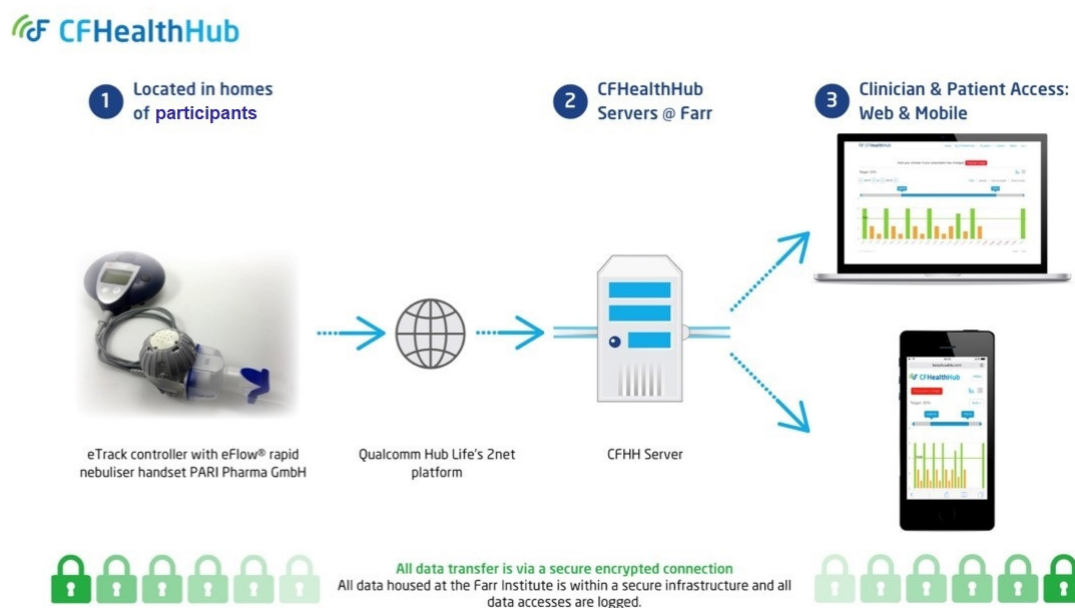 CFHealthHub
1 Located in homes
of participants
2 CFHealthHub
Servers @ Farr
3 Clinician & Patient Access:
Web & Mobile
CFHealthHub
eTrack controller with eFlow® rapid
nebuliser handset PARI Pharma GmbH
Qualcomm Hub Life's 2net
platform
CFHH Server
CFHealthHub
All data transfer is via a secure encrypted connection
All data housed at the Farr Institute is within a secure infrastructure and all
data accesses are logged.